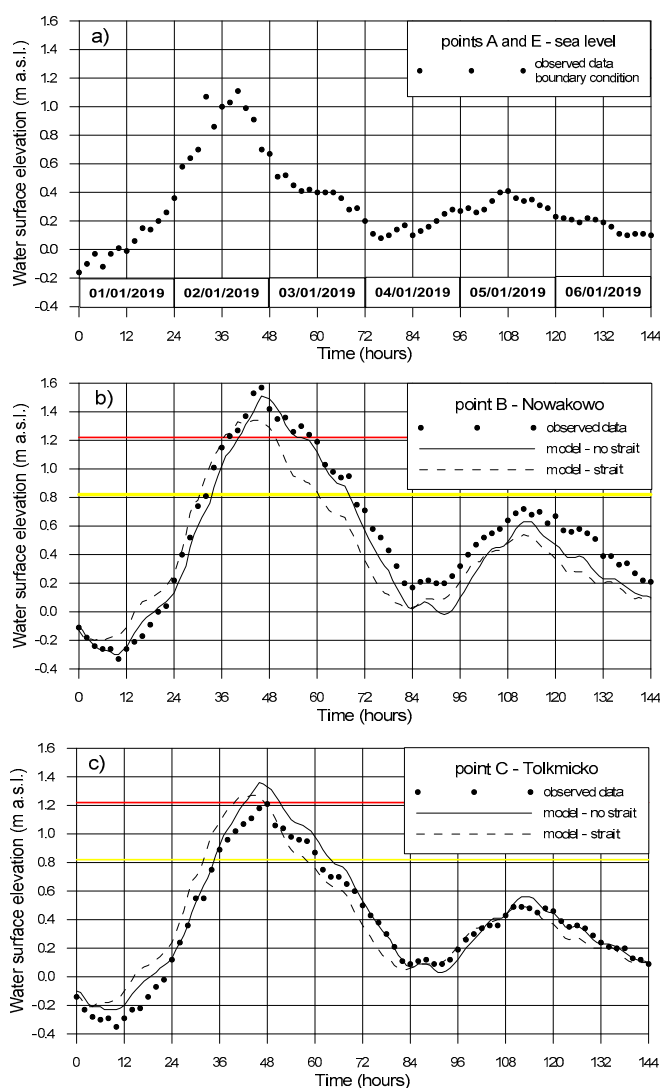 a)
points A and E - sea level
observed data
boundary condition
Water surface elevation (m a.s.l.)
1.6
1.4
1.2
1.0
0.8
0.6
0.4
0.2
0.0
-0.2
-0.4
01/01/2019 02/01/2019 03/01/2019 04/01/2019 05/01/2019 06/01/2019
0 12 24 36 48 60 72 84 96 108 120 132 144
Time (hours)
b)
point B - Nowakowo
observed data
model - no strait
model - strait
Water surface elevation (m a.s.l.)
1.6
1.4
1.2
1.0
0.8
0.6
0.4
0.2
0.0
-0.2
-0.4
0 12 24 36 48 60 72 84 96 108 120 132 144
Time (hours)
c)
point C - Tolkmicko
observed data
model - no strait
model - strait
Water surface elevation (m a.s.l.)
1.6
1.4
1.2
1.0
0.8
0.6
0.4
0.2
0.0
-0.2
-0.4
0 12 24 36 48 60 72 84 96 108 120 132 144
Time (hours)